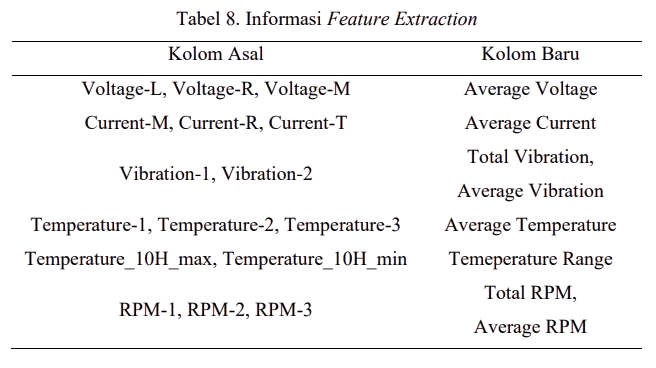 Tabel 8. Informasi Feature Extraction
Kolom Asal Kolom Baru
Voltage-L, Voltage-R, Voltage-M Average Voltage
Current-M, Current-R, Current-T Average Current
Vibration-1, Vibration-2 Total Vibration,
Average Vibration
Temperature-1, Temperature-2, Temperature-3 Average Temperature
Temperature_10H_max, Temperature_10H_min Temeperature Range
RPM-1, RPM-2, RPM-3 Total RPM,
Average RPM